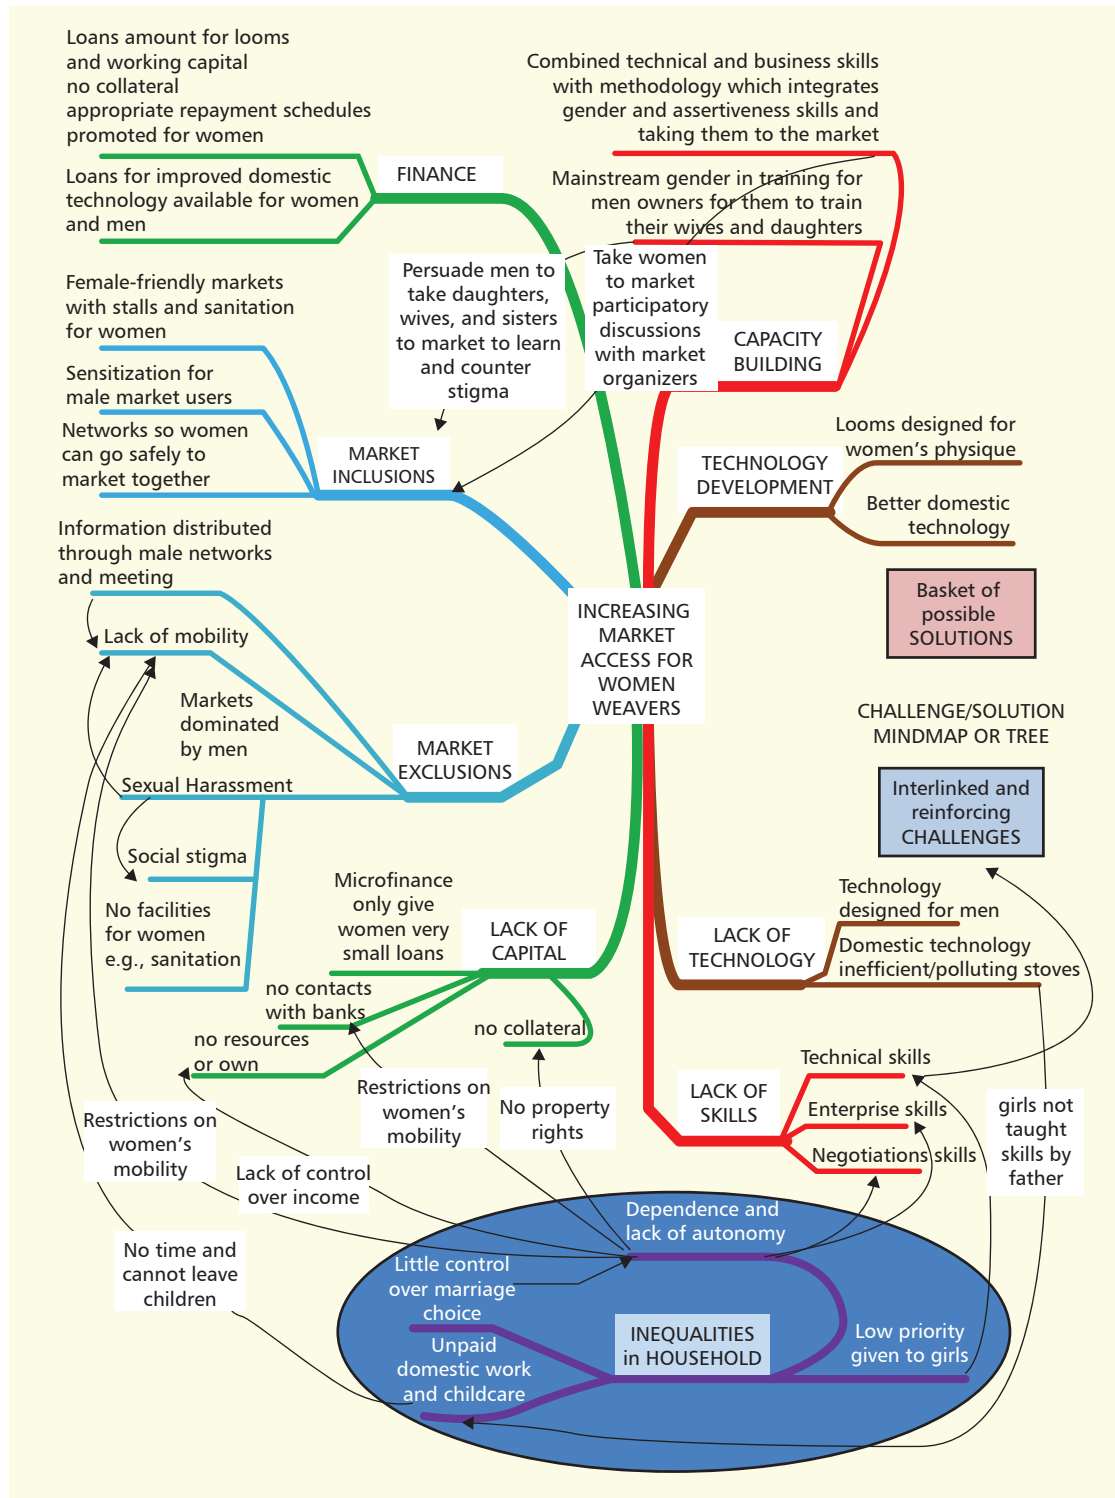 Loans amount for looms
and working capital
no collateral
appropriate repayment schedules
promoted for women
Loans for improved domestic
technology available for women
and men
FINANCE
Combined technical and business skills
with methodology which integrates
gender and assertiveness skills and
taking them to the market
Mainstream gender in training for
men owners for them to train
their wives and daughters
Persuade men to
take daughters,
wives, and sisters
to market to learn
and counter
stigma
Take women
to market
participatory
discussions
with market
organizers
CAPACITY
BUILDING
Female-friendly markets
with stalls and sanitation
for women
Sensitization for
male market users
Networks so women
can go safely to
market together
MARKET
INCLUSIONS
TECHNOLOGY
DEVELOPMENT
Looms designed for
women's physique
Better domestic
technology
Information distributed
through male networks
and meeting
Lack of mobility
Markets
dominated
by men
Sexual Harassment
Social stigma
No facilities
for women
e.g., sanitation
MARKET
EXCLUSIONS
INCREASING
MARKET
ACCESS FOR
WOMEN
WEAVERS
Basket of
possible
SOLUTIONS
CHALLENGE/SOLUTION
MINDMAP OR TREE
Interlinked and
reinforcing
CHALLENGES
Microfinance
only give
women very
small loans
LACK OF
CAPITAL
no contacts
with banks
no resources
or own
no collateral
LACK OF
TECHNOLOGY
Technology
designed for men
Domestic technology
inefficient/polluting stoves
LACK OF
SKILLS
Technical skills
Enterprise skills
Negotiations skills
girls not
taught
skills by
father
Restrictions on
women's
mobility
Restrictions on
women's
mobility
No property
rights
Lack of control
over income
No time and
cannot leave
children
Dependence and
lack of autonomy
Little control
over marriage
choice
Unpaid
domestic work
and childcare
INEQUALITIES
in HOUSEHOLD
Low priority
given to girls